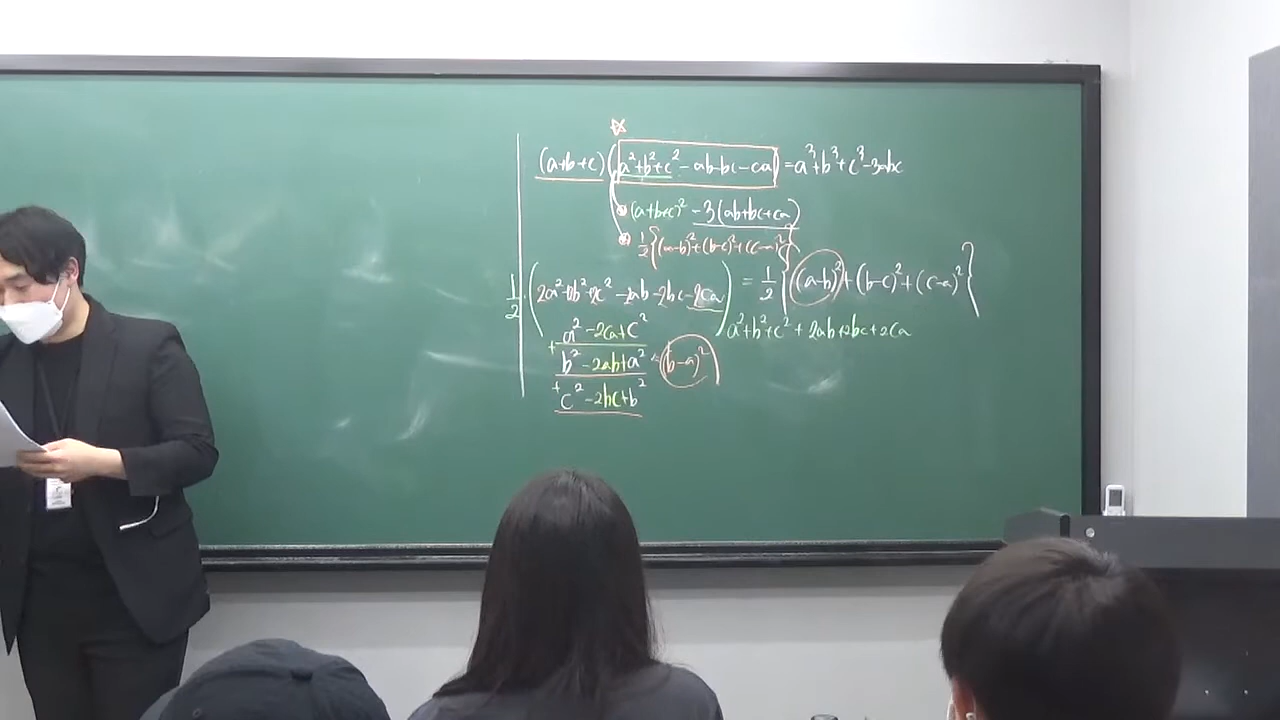 (a+b+c)(a²+b²+c²-ab-bc-ca)=a³+b³+c³-3abc
(a+b+c)²-3(ab+bc+ca)
½{(a-b)²+(b-c)²+(c-a)²}
½(2a²+2b²+2c²-2ab-2bc-2ca)=½{(a-b)²+(b-c)²+(c-a)²}
a²+b²+c²+2ab+2bc+2ca
a²-2ca+c²
+b²-2ab+a²=(b-a)²
+c²-2bc+b²